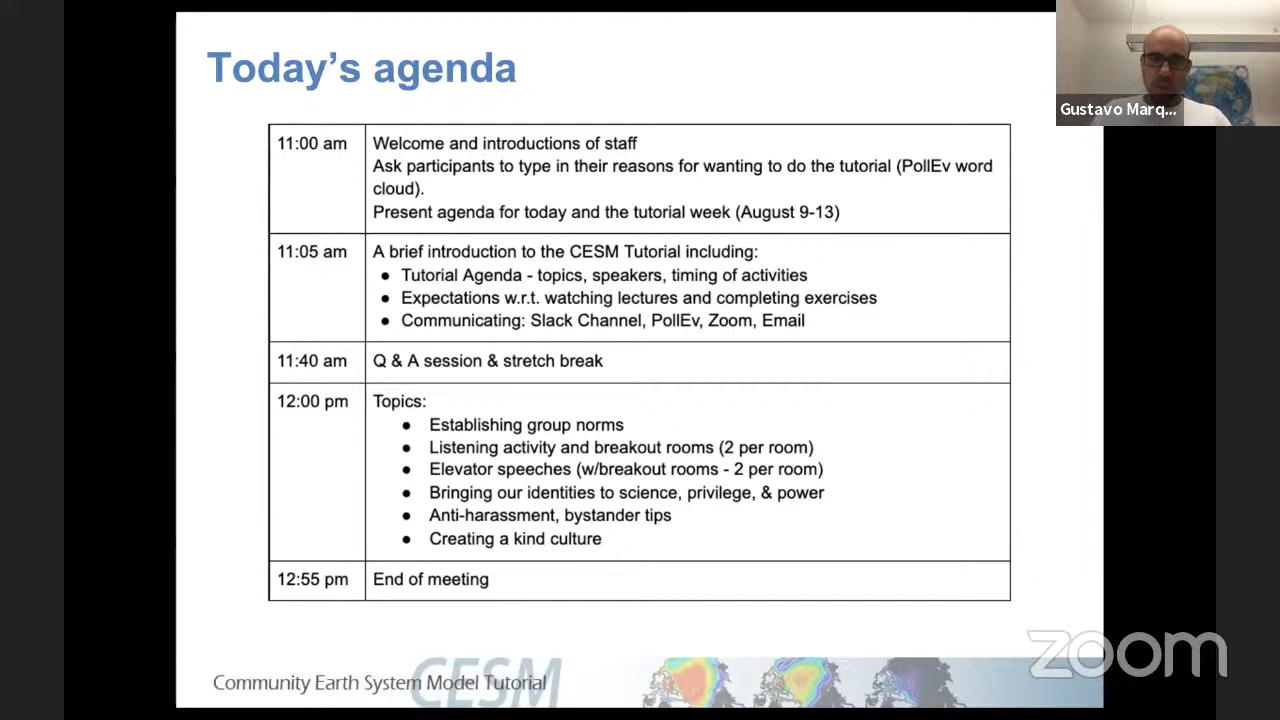 Today's agenda
Gustavo Marq...
11:00 am
Welcome and introductions of staff
Ask participants to type in their reasons for wanting to do the tutorial (PollEv word
cloud).
Present agenda for today and the tutorial week (August 9-13)
11:05 am
A brief introduction to the CESM Tutorial including:
● Tutorial Agenda - topics, speakers, timing of activities
● Expectations w.r.t. watching lectures and completing exercises
● Communicating: Slack Channel, PollEv, Zoom, Email
11:40 am
Q & A session & stretch break
12:00 pm
Topics:
● Establishing group norms
● Listening activity and breakout rooms (2 per room)
● Elevator speeches (w/breakout rooms - 2 per room)
● Bringing our identities to science, privilege, & power
● Anti-harassment, bystander tips
● Creating a kind culture
12:55 pm
End of meeting
CESM
Community Earth System Model Tutorial
zoom